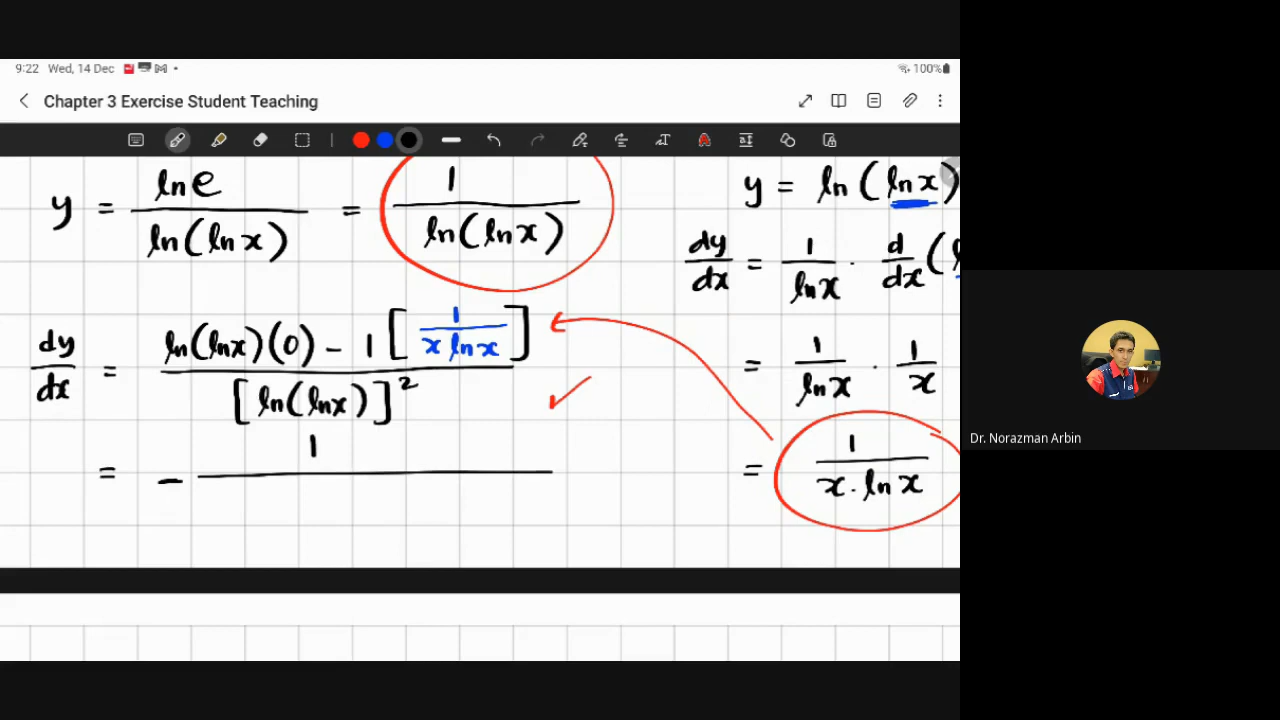 9:22 Wed, 14 Dec
100%
Chapter 3 Exercise Student Teaching
y = ln e / ln(ln x) = 1 / ln(ln x)
dy/dx = ln(ln x)(0) - 1 [ 1 / x ln x ] / [ ln(ln x) ]²
= - 1 /
y = ln(ln x)
dy/dx = 1 / ln x · d/dx (
= 1 / ln x · 1 / x
= 1 / x · ln x
Dr. Norazman Arbin